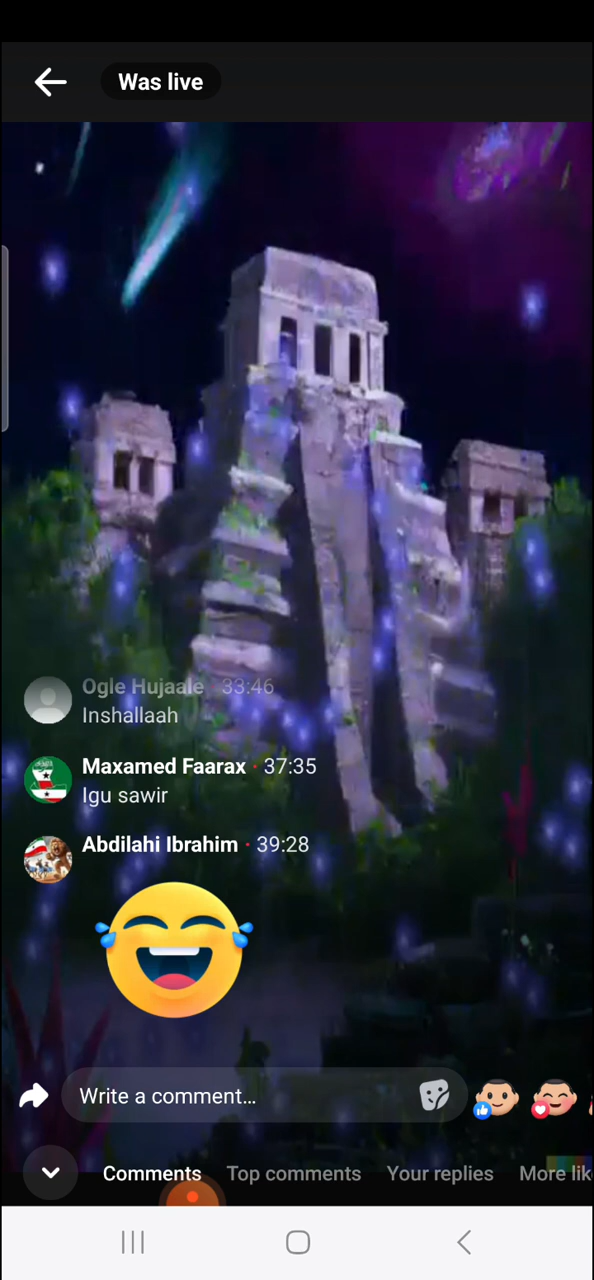 Was live
Ogle Hujaale 33:46
Inshallaah
Maxamed Faarax · 37:35
Igu sawir
Abdilahi Ibrahim · 39:28
Write a comment...
Comments Top comments Your replies More lik